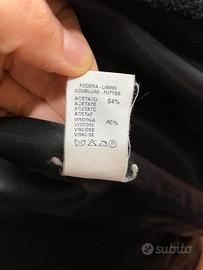 FODERA - LINING
DOUBLURE - FUTTER
ACETATO 54%
ACETATE
ACETATE
ACETAT
VISCOSA 46%
VISCOSE
VISCOSE
VISKOSE
subito